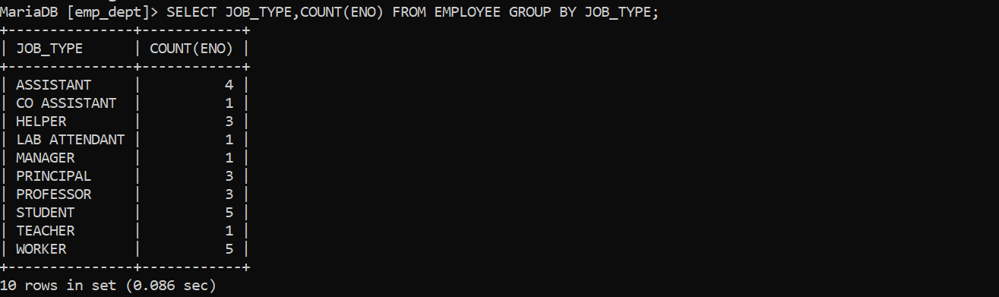 MariaDB [emp_dept]> SELECT JOB_TYPE,COUNT(ENO) FROM EMPLOYEE GROUP BY JOB_TYPE;
+---------------+------------+
| JOB_TYPE      | COUNT(ENO) |
+---------------+------------+
| ASSISTANT     |          4 |
| CO ASSISTANT  |          1 |
| HELPER        |          3 |
| LAB ATTENDANT |          1 |
| MANAGER       |          1 |
| PRINCIPAL     |          3 |
| PROFESSOR     |          3 |
| STUDENT       |          5 |
| TEACHER       |          1 |
| WORKER        |          5 |
+---------------+------------+
10 rows in set (0.086 sec)